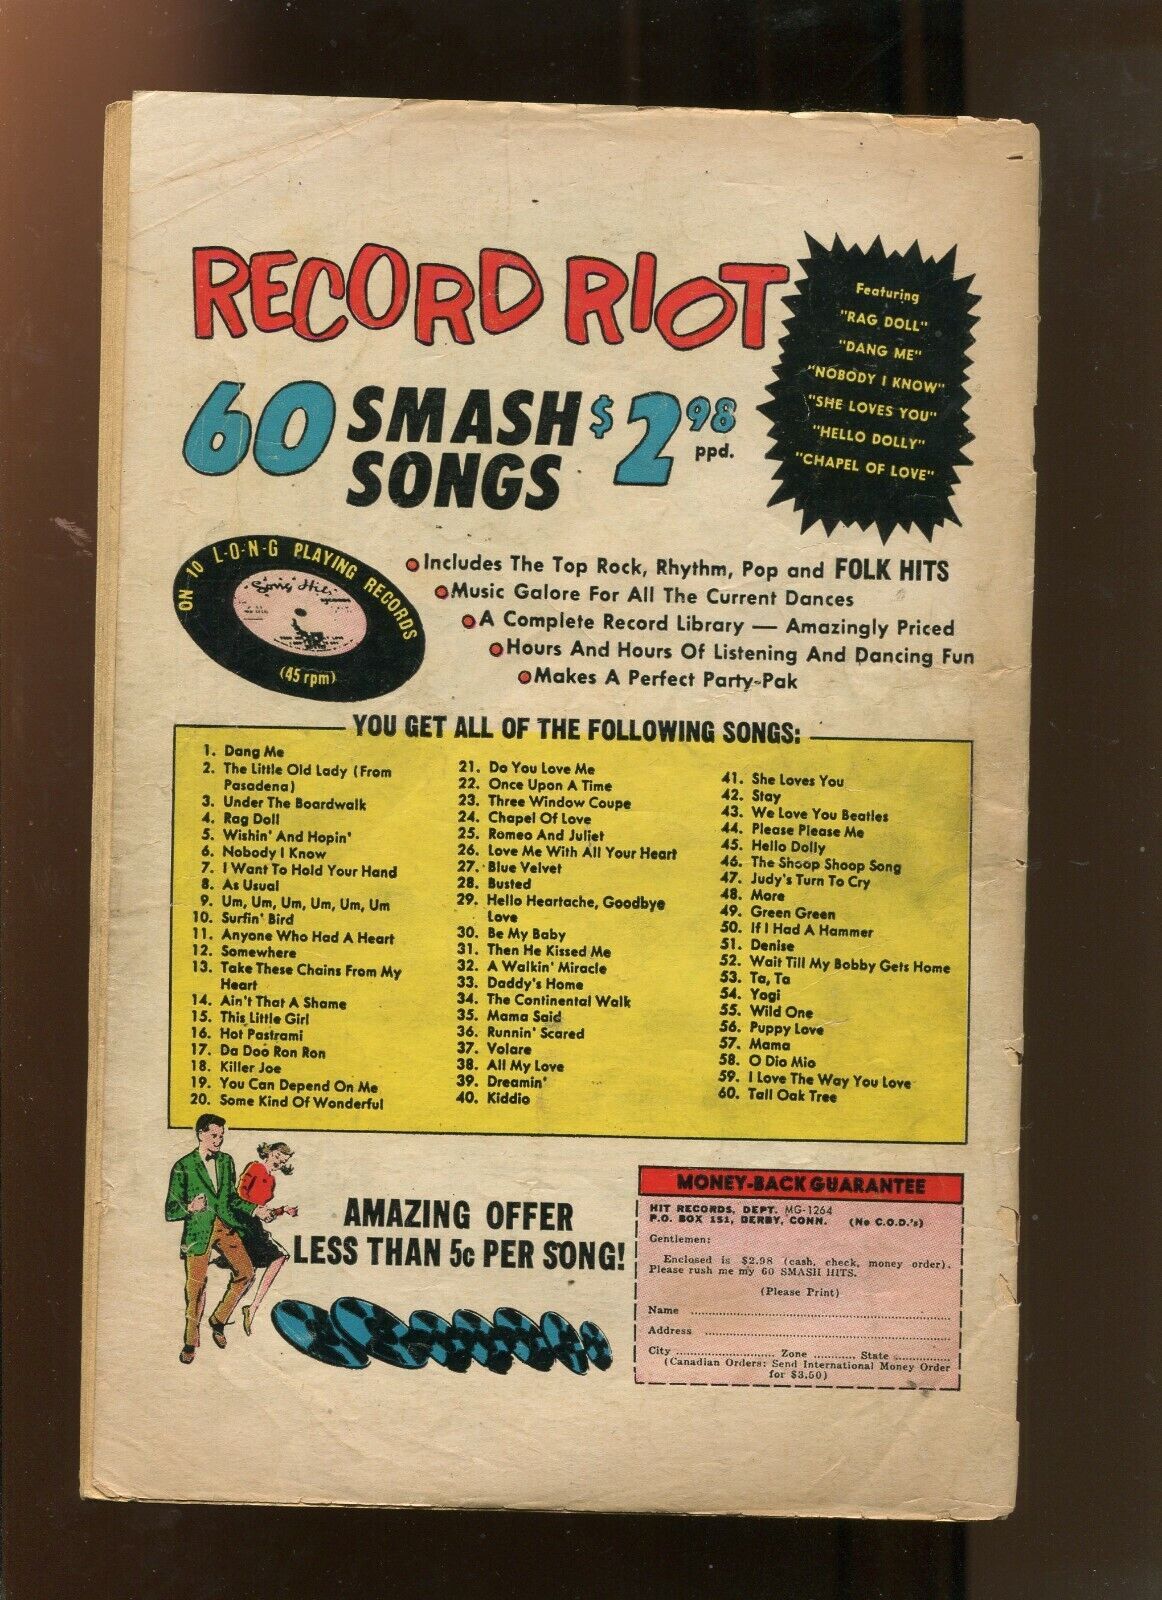 RECORD RIOT
60 SMASH SONGS $2.98 ppd.
Featuring
"RAG DOLL"
"DANG ME"
"NOBODY I KNOW"
"SHE LOVES YOU"
"HELLO DOLLY"
"CHAPEL OF LOVE"
ON 10 L-O-N-G PLAYING RECORDS
(45 rpm)
Includes The Top Rock, Rhythm, Pop and FOLK HITS
Music Galore For All The Current Dances
A Complete Record Library — Amazingly Priced
Hours And Hours Of Listening And Dancing Fun
Makes A Perfect Party-Pak
YOU GET ALL OF THE FOLLOWING SONGS:
1. Dang Me
2. The Little Old Lady (From
Pasadena)
3. Under The Boardwalk
4. Rag Doll
5. Wishin' And Hopin'
6. Nobody I Know
7. I Want To Hold Your Hand
8. As Usual
9. Um, Um, Um, Um, Um, Um
10. Surfin' Bird
11. Anyone Who Had A Heart
12. Somewhere
13. Take These Chains From My
Heart
14. Ain't That A Shame
15. This Little Girl
16. Hot Pastrami
17. Da Doo Ron Ron
18. Killer Joe
19. You Can Depend On Me
20. Some Kind Of Wonderful
21. Do You Love Me
22. Once Upon A Time
23. Three Window Coupe
24. Chapel Of Love
25. Romeo And Juliet
26. Love Me With All Your Heart
27. Blue Velvet
28. Busted
29. Hello Heartache, Goodbye
Love
30. Be My Baby
31. Then He Kissed Me
32. A Walkin' Miracle
33. Daddy's Home
34. The Continental Walk
35. Mama Said
36. Runnin' Scared
37. Volare
38. All My Love
39. Dreamin'
40. Kiddio
41. She Loves You
42. Stay
43. We Love You Beatles
44. Please Please Me
45. Hello Dolly
46. The Shoop Shoop Song
47. Judy's Turn To Cry
48. More
49. Green Green
50. If I Had A Hammer
51. Denise
52. Wait Till My Bobby Gets Home
53. Ta, Ta
54. Yogi
55. Wild One
56. Puppy Love
57. Mama
58. O Dio Mio
59. I Love The Way You Love
60. Tall Oak Tree
AMAZING OFFER
LESS THAN 5c PER SONG!
MONEY-BACK GUARANTEE
HIT RECORDS, DEPT. MG-1264
P.O. BOX 151, DERBY, CONN. (No C.O.D.'s)
Gentlemen:
Enclosed is $2.98 (cash, check, money order).
Please rush me my 60 SMASH HITS.
(Please Print)
Name
Address
City Zone State
(Canadian Orders: Send International Money Order
for $3.50)